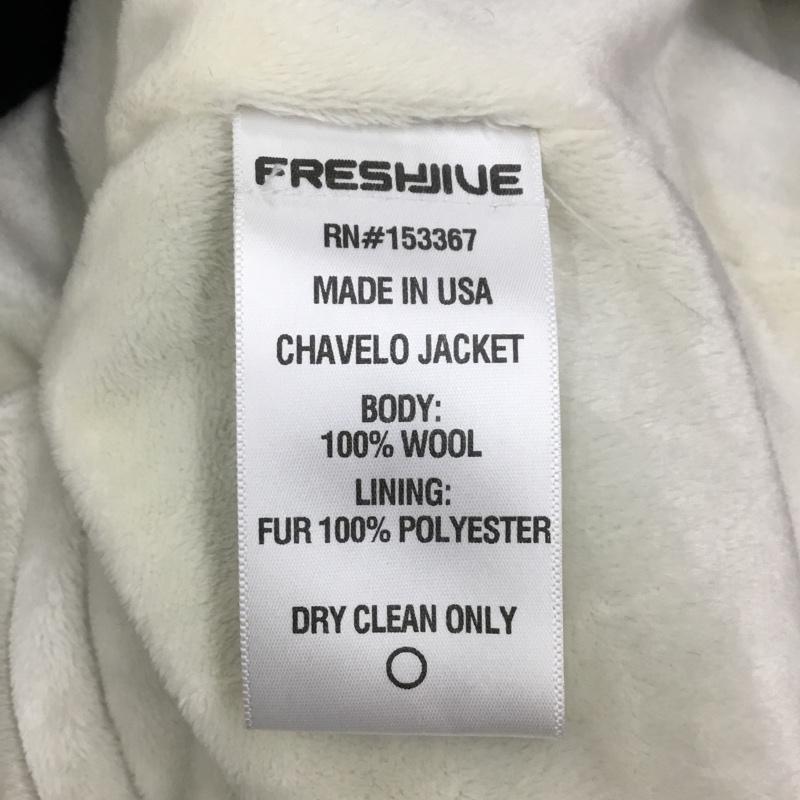 FRESHJIVE
RN#153367
MADE IN USA
CHAVELO JACKET
BODY:
100% WOOL
LINING:
FUR 100% POLYESTER
DRY CLEAN ONLY